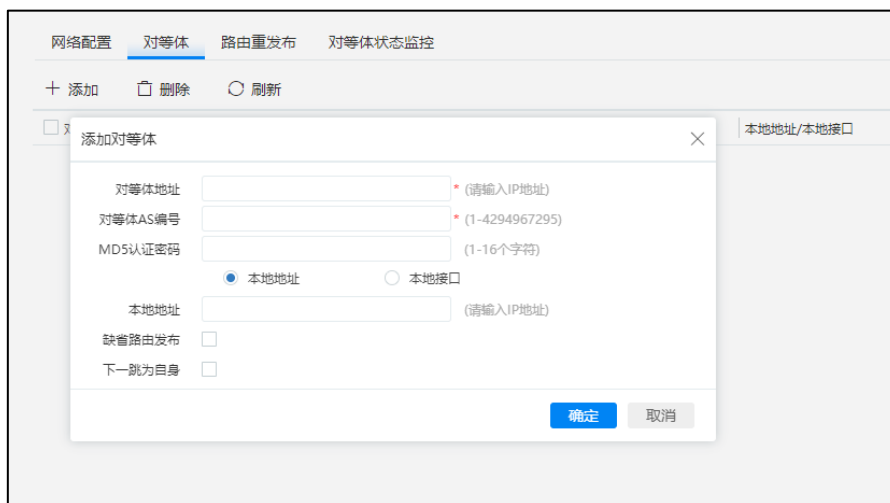 网络配置 对等体 路由重发布 对等体状态监控
添加 删除 刷新
本地地址/本地接口
添加对等体
对等体地址 * (请输入IP地址)
对等体AS编号 * (1-4294967295)
MD5认证密码 (1-16个字符)
本地地址 本地接口
本地地址 (请输入IP地址)
缺省路由发布
下一跳为自身
确定 取消